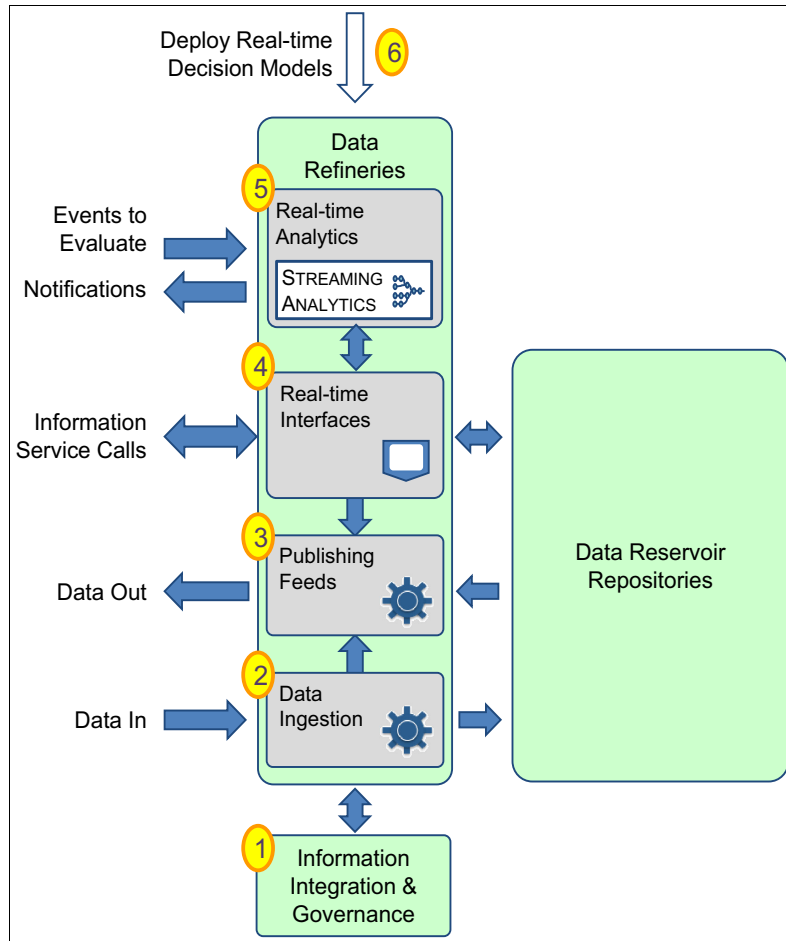 Deploy Real-time
Decision Models
6
Data
Refineries
5
Real-time
Analytics
Events to
Evaluate
STREAMING
ANALYTICS
Notifications
4
Real-time
Interfaces
Information
Service Calls
3
Publishing
Feeds
Data Out
Data Reservoir
Repositories
2
Data
Ingestion
Data In
1
Information
Integration &
Governance